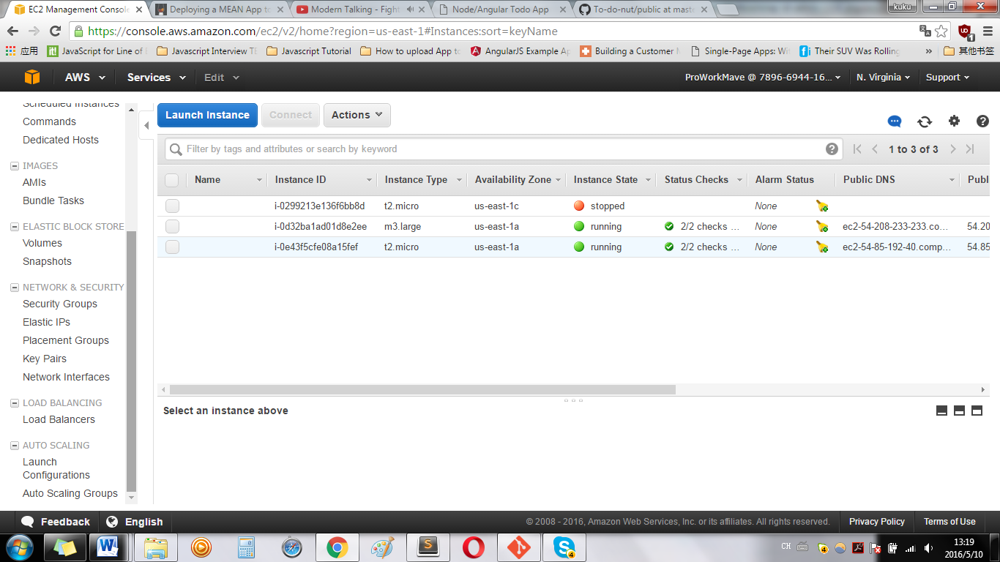 EC2 Management Console
Deploying a MEAN App to
Modern Talking - Fight
Node/Angular Todo App
To-do-nut/public at mast
kuku
https://console.aws.amazon.com/ec2/v2/home?region=us-east-1#Instances:sort=keyName
应用
it!
JavaScript for Line of
Javascript Interview TE
Javascript Tutorial
How to upload App to
AngularJS Example Ap
Building a Customer
Single-Page Apps: Wi
Their SUV Was Rolling
»
其他书签
AWS
Services
Edit
ProWorkMave @ 7896-6944-16...
N. Virginia
Support
Scheduled Instances
Commands
Dedicated Hosts
IMAGES
AMIs
Bundle Tasks
ELASTIC BLOCK STORE
Volumes
Snapshots
NETWORK & SECURITY
Security Groups
Elastic IPs
Placement Groups
Key Pairs
Network Interfaces
LOAD BALANCING
Load Balancers
AUTO SCALING
Launch
Configurations
Auto Scaling Groups
Launch Instance
Connect
Actions
Filter by tags and attributes or search by keyword
1 to 3 of 3
Name Instance ID Instance Type Availability Zone Instance State Status Checks Alarm Status Public DNS Publ
i-0299213e136f6bb8d t2.micro us-east-1c stopped None
i-0d32ba1ad01d8e2ee m3.large us-east-1a running 2/2 checks ... None ec2-54-208-233-233.co... 54.20
i-0e43f5cfe08a15fef t2.micro us-east-1a running 2/2 checks ... None ec2-54-85-192-40.comp... 54.85
Select an instance above
Feedback
English
© 2008 - 2016, Amazon Web Services, Inc. or its affiliates. All rights reserved.
Privacy Policy
Terms of Use
CH
13:19
2016/5/10